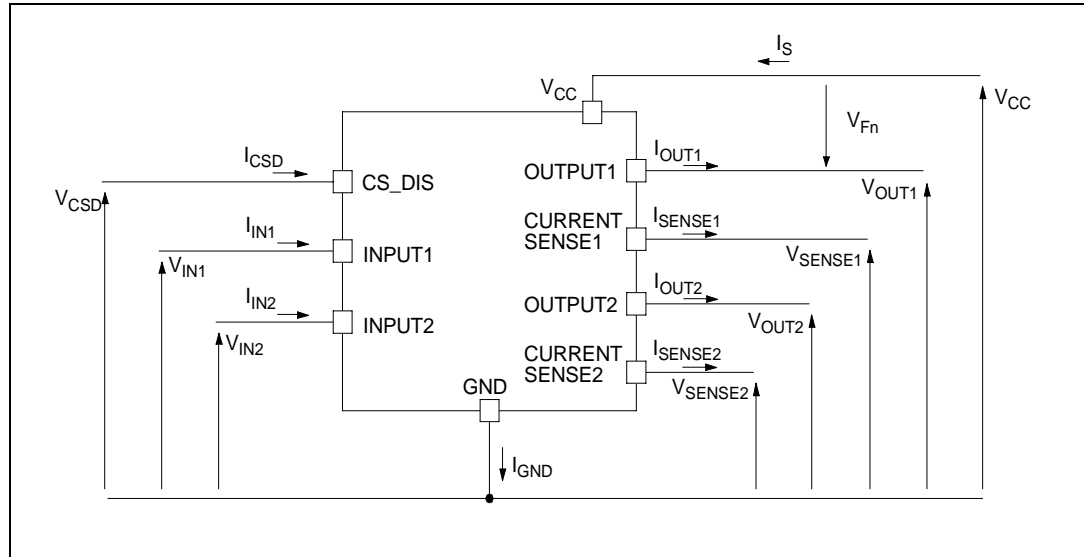 I_S
V_CC
V_CC
V_Fn
I_CSD
I_OUT1
CS_DIS
OUTPUT1
V_CSD
V_OUT1
I_IN1
CURRENT
SENSE1
I_SENSE1
V_IN1
INPUT1
V_SENSE1
I_IN2
OUTPUT2
I_OUT2
V_IN2
INPUT2
V_OUT2
CURRENT
SENSE2
I_SENSE2
V_SENSE2
GND
I_GND